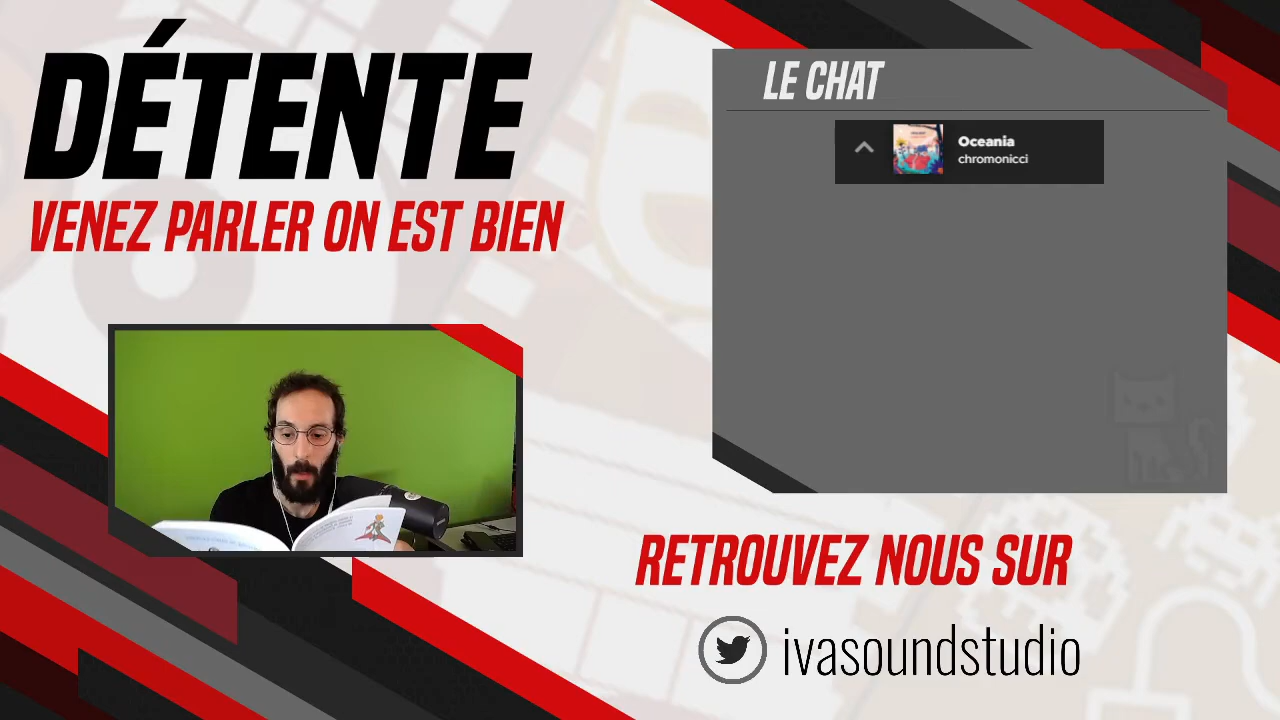 DÉTENTE
VENEZ PARLER ON EST BIEN
LE CHAT
Oceania
chromonicci
RETROUVEZ NOUS SUR
ivasoundstudio